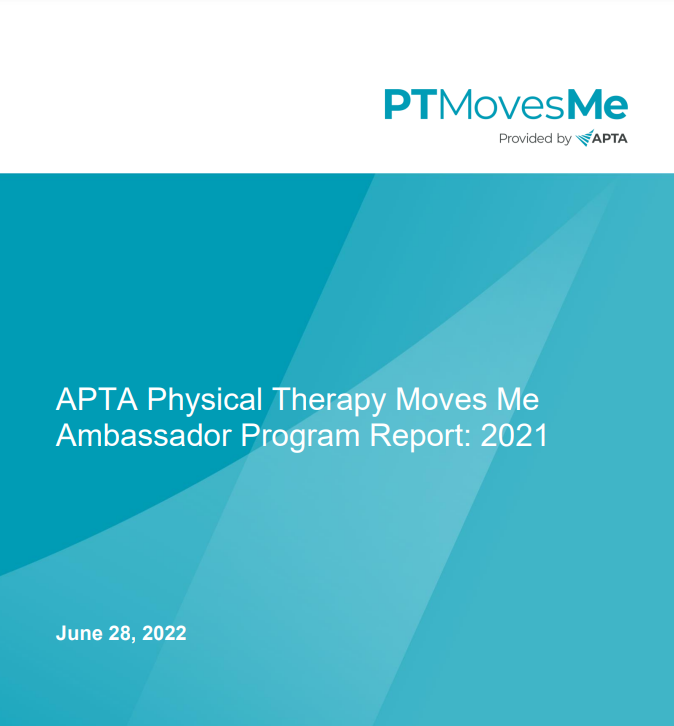 PTMovesMe
Provided by APTA
APTA Physical Therapy Moves Me
Ambassador Program Report: 2021
June 28, 2022